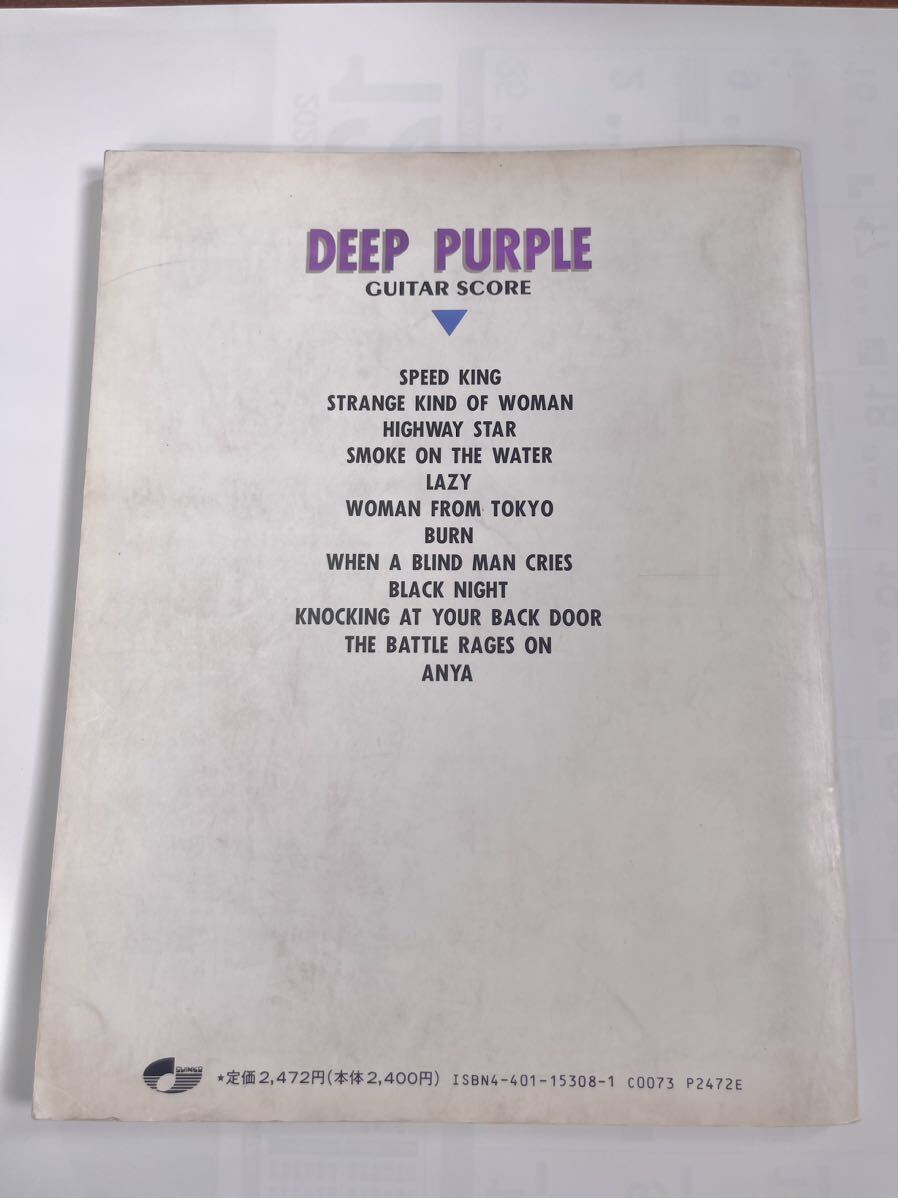 DEEP PURPLE
GUITAR SCORE
SPEED KING
STRANGE KIND OF WOMAN
HIGHWAY STAR
SMOKE ON THE WATER
LAZY
WOMAN FROM TOKYO
BURN
WHEN A BLIND MAN CRIES
BLACK NIGHT
KNOCKING AT YOUR BACK DOOR
THE BATTLE RAGES ON
ANYA
SHINKO ★定価2,472円(本体2,400円) ISBN4-401-15308-1 C0073 P2472E